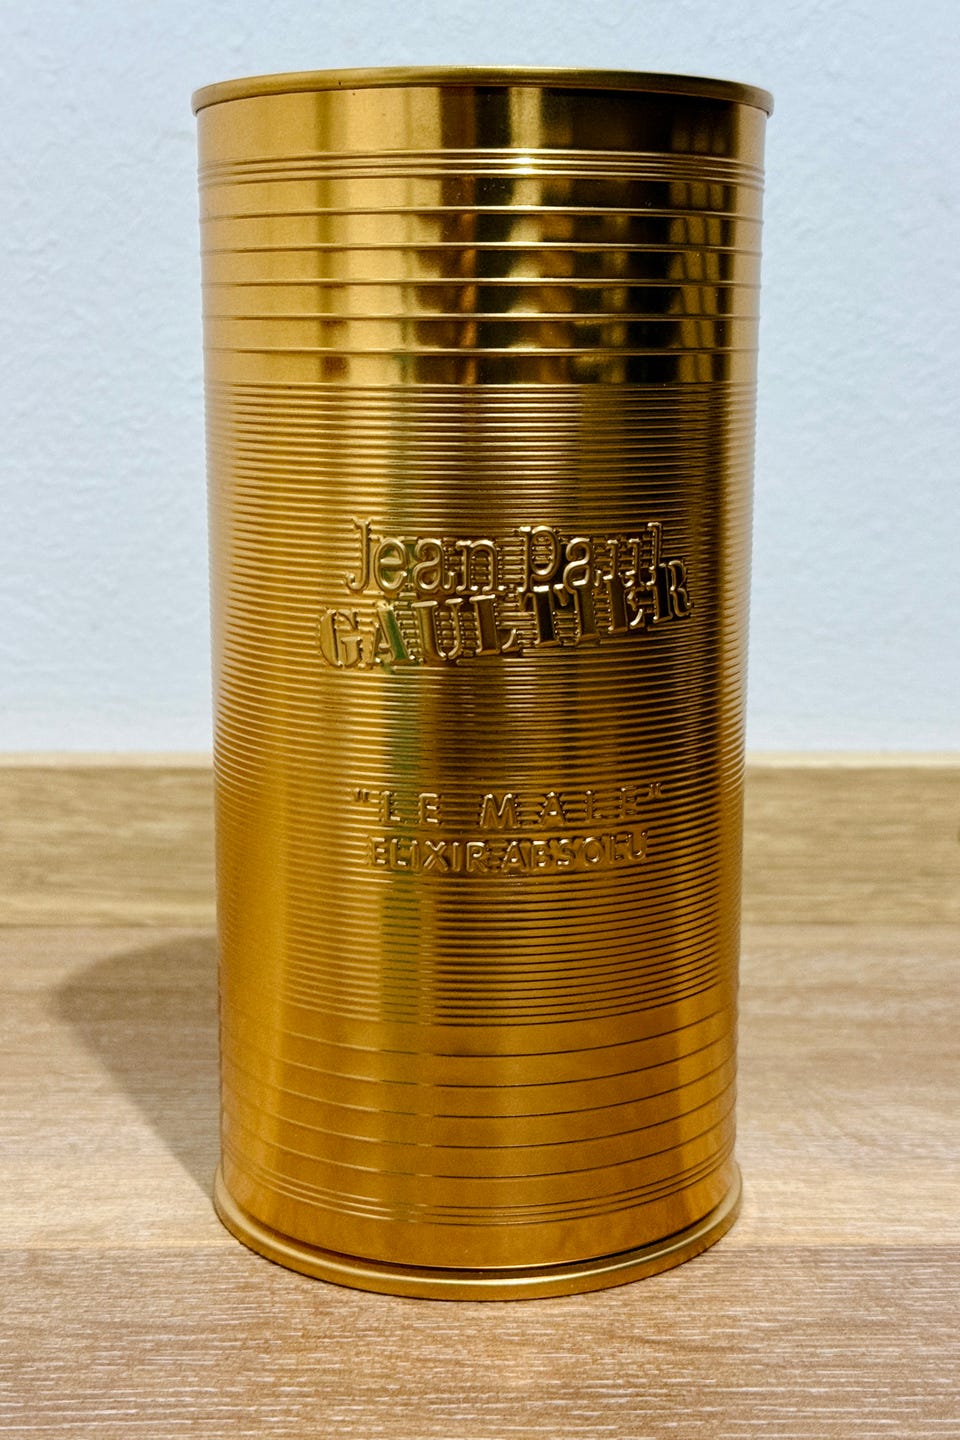 Jean Paul
GAULTIER
"LE MALE"
ELIXIR ABSOLU